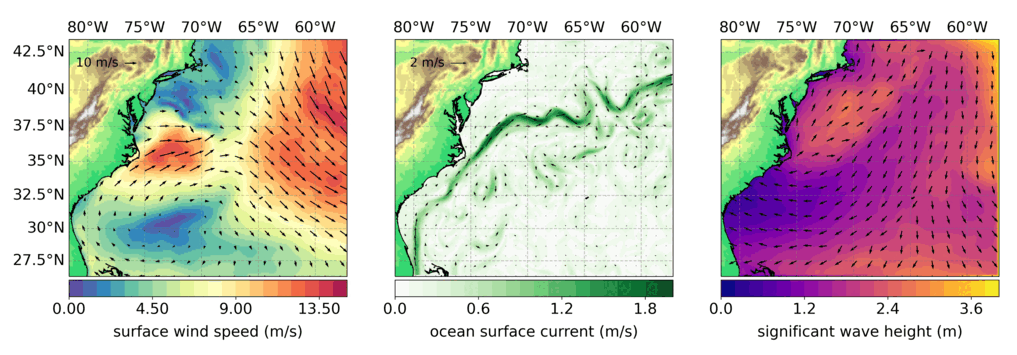 80°W 75°W 70°W 65°W 60°W
80°W 75°W 70°W 65°W 60°W
80°W 75°W 70°W 65°W 60°W
42.5°N
40°N
37.5°N
35°N
32.5°N
30°N
27.5°N
10 m/s
2 m/s
0.00 4.50 9.00 13.50
surface wind speed (m/s)
0.0 0.6 1.2 1.8
ocean surface current (m/s)
0.0 1.2 2.4 3.6
significant wave height (m)